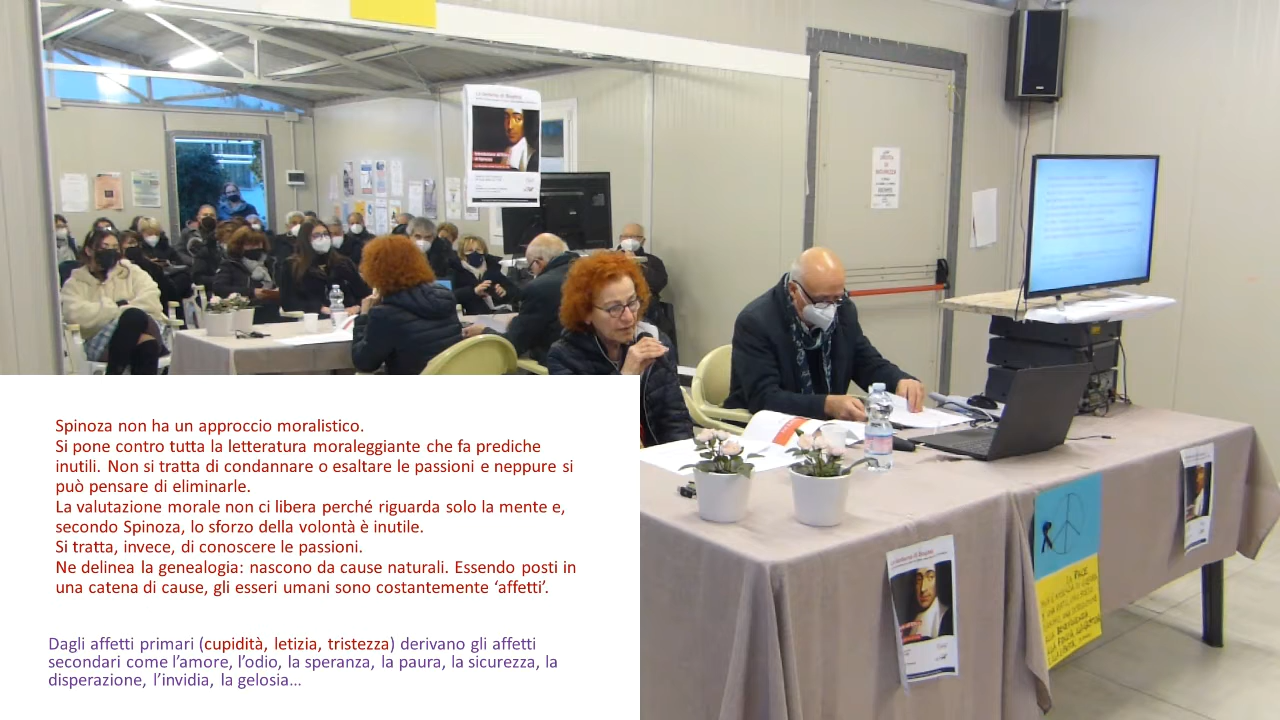 Spinoza non ha un approccio moralistico.
Si pone contro tutta la letteratura moraleggiante che fa prediche
inutili. Non si tratta di condannare o esaltare le passioni e neppure si
può pensare di eliminarle.
La valutazione morale non ci libera perché riguarda solo la mente e,
secondo Spinoza, lo sforzo della volontà è inutile.
Si tratta, invece, di conoscere le passioni.
Ne delinea la genealogia: nascono da cause naturali. Essendo posti in
una catena di cause, gli esseri umani sono costantemente ‘affetti’.
Dagli affetti primari (cupidità, letizia, tristezza) derivano gli affetti
secondari come l’amore, l’odio, la speranza, la paura, la sicurezza, la
disperazione, l’invidia, la gelosia…
USCITA
DI
SICUREZZA
LA PACE